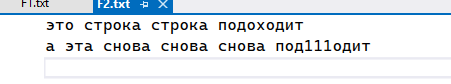 F1.txt F2.txt
это строка строка подоходит
а эта снова снова снова под111одит